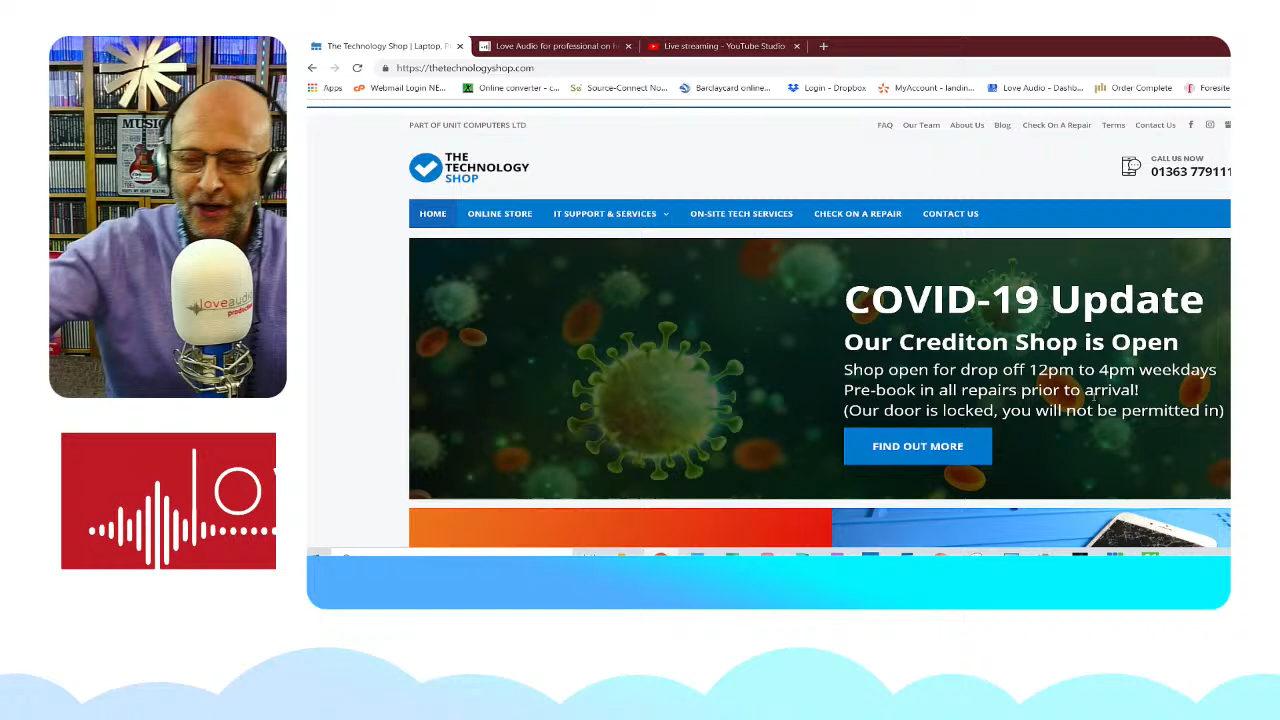 The Technology Shop | Laptop, P
Love Audio for professional on h
Live streaming - YouTube Studio
https://thetechnologyshop.com
Apps
Webmail Login NE...
Online converter - c...
Source-Connect No...
Barclaycard online...
Login - Dropbox
MyAccount - landin...
Love Audio - Dashb...
Order Complete
Foresite
PART OF UNIT COMPUTERS LTD
FAQ Our Team About Us Blog Check On A Repair Terms Contact Us
THE
TECHNOLOGY
SHOP
CALL US NOW
01363 779111
HOME ONLINE STORE IT SUPPORT & SERVICES ON-SITE TECH SERVICES CHECK ON A REPAIR CONTACT US
COVID-19 Update
Our Crediton Shop is Open
Shop open for drop off 12pm to 4pm weekdays
Pre-book in all repairs prior to arrival!
(Our door is locked, you will not be permitted in)
FIND OUT MORE
MUSIC
loveaudio
production
lo